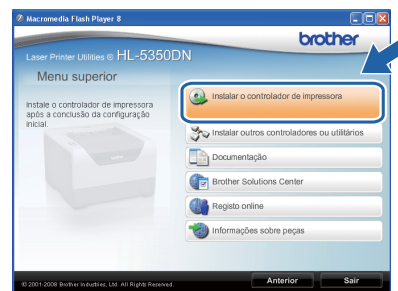 Macromedia Flash Player 8
brother
Laser Printer Utilities © HL-5350DN
Menu superior
Instale o controlador de impressora
após a conclusão da configuração
inicial.
Instalar o controlador de impressora
Instalar outros controladores ou utilitários
Documentação
Brother Solutions Center
Registo online
Informações sobre peças
© 2001-2008 Brother Industries, Ltd. All Rights Reserved.
Anterior
Sair